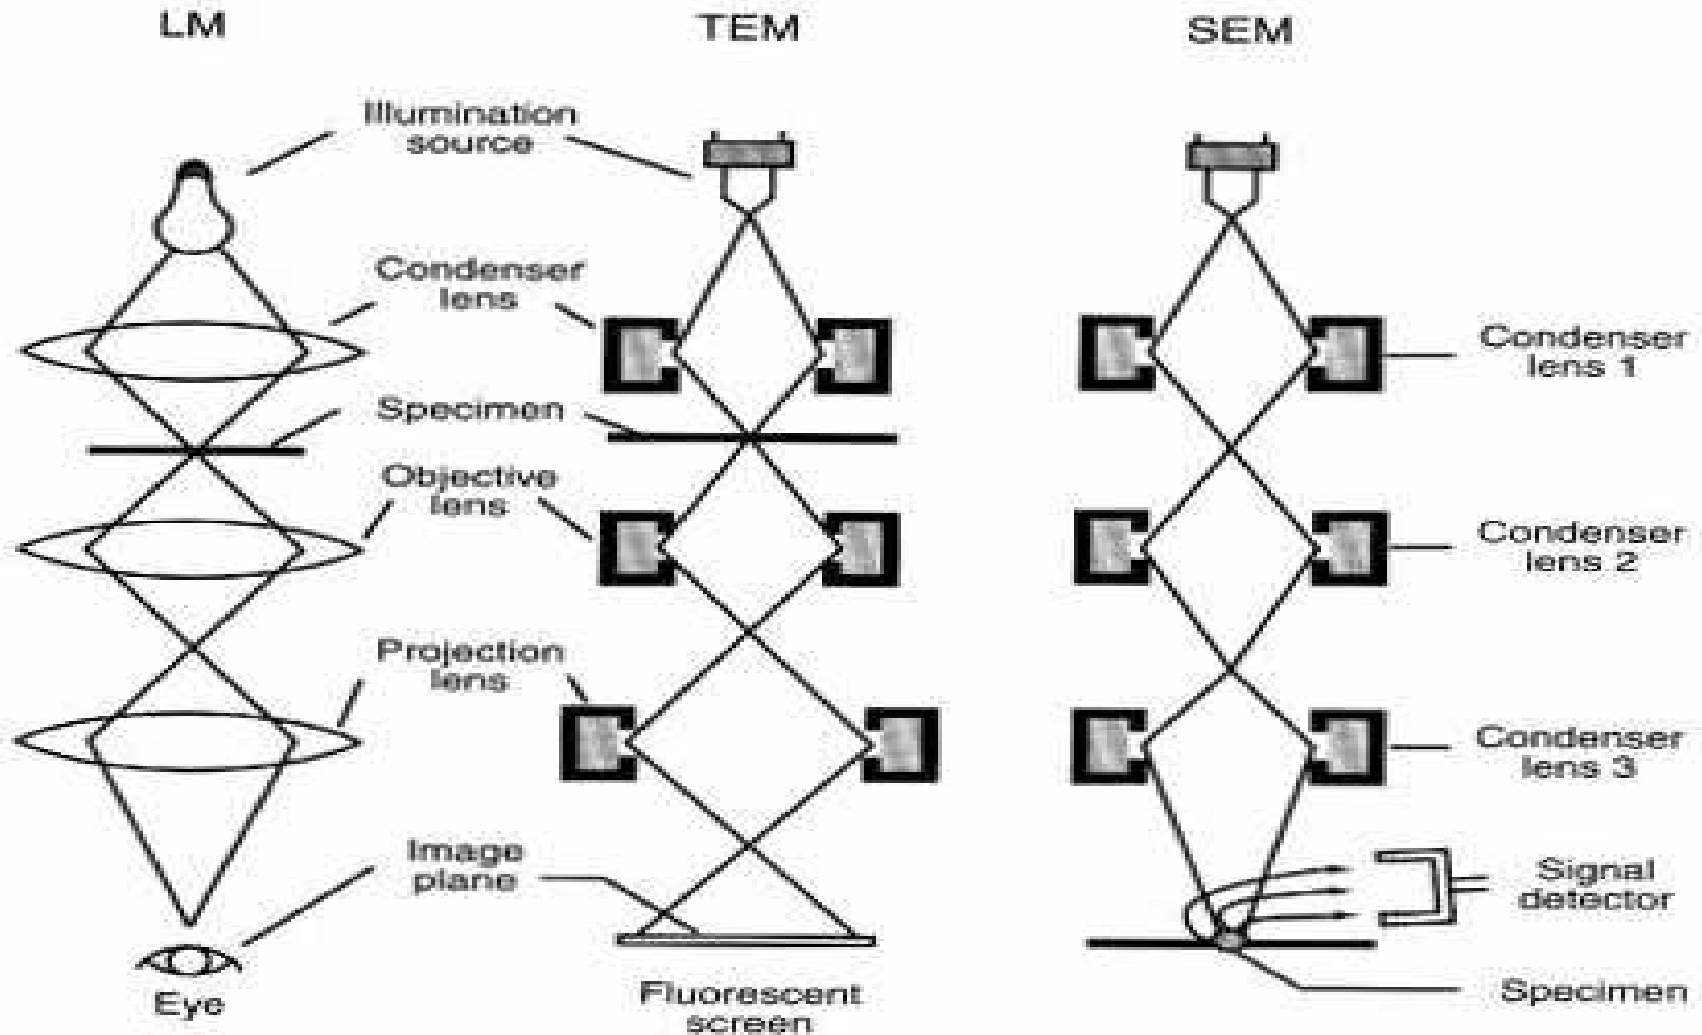 LM
TEM
SEM
Illumination
source
Condenser
lens
Specimen
Objective
lens
Projection
lens
Image
plane
Eye
Fluorescent
screen
Condenser
lens 1
Condenser
lens 2
Condenser
lens 3
Signal
detector
Specimen